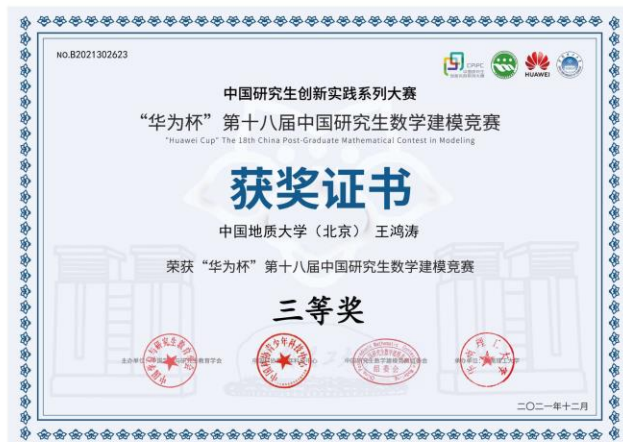 NO.B2021302623
CPIPC
HUAWEI
中国研究生创新实践系列大赛
“华为杯”第十八届中国研究生数学建模竞赛
"Huawei Cup" The 18th China Post-Graduate Mathematical Contest in Modeling
获奖证书
中国地质大学（北京） 王鸿涛
荣获“华为杯”第十八届中国研究生数学建模竞赛
三等奖
组委会
二〇二一年十二月